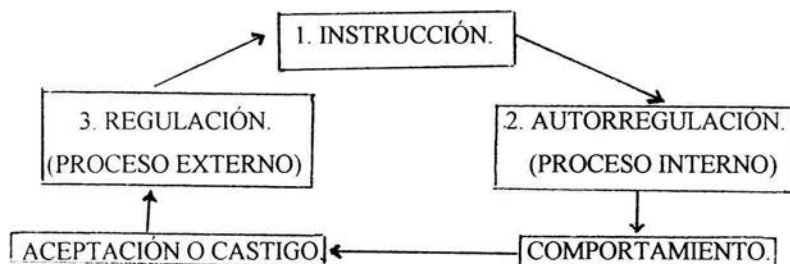 1. INSTRUCCIÓN.
3. REGULACIÓN.
(PROCESO EXTERNO)
2. AUTORREGULACIÓN.
(PROCESO INTERNO)
ACEPTACIÓN O CASTIGO.
COMPORTAMIENTO.